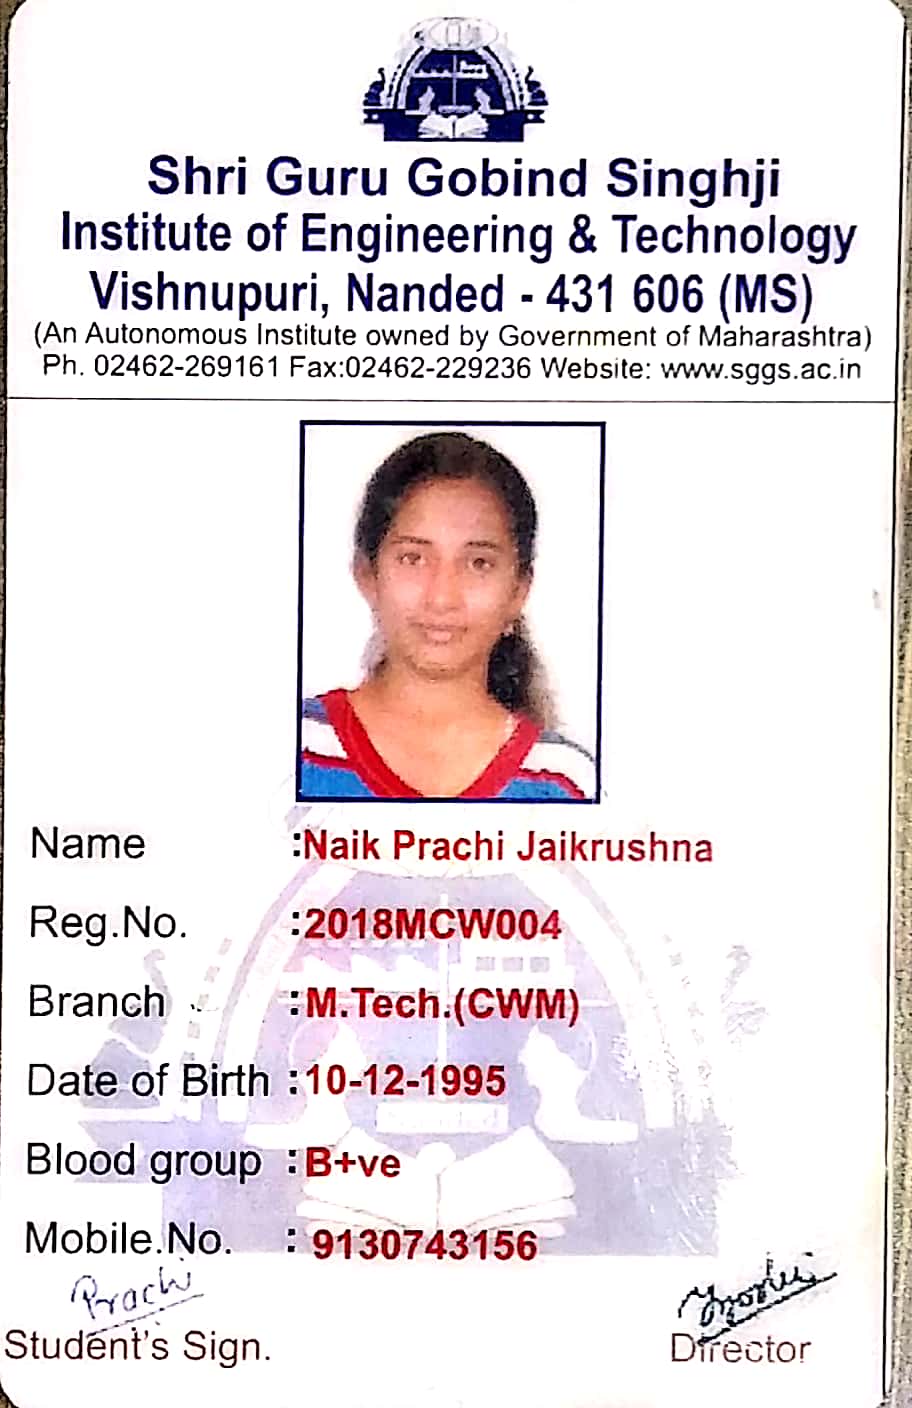 Shri Guru Gobind Singhji
Institute of Engineering & Technology
Vishnupuri, Nanded - 431 606 (MS)
(An Autonomous Institute owned by Government of Maharashtra)
Ph. 02462-269161 Fax:02462-229236 Website: www.sggs.ac.in
Name :Naik Prachi Jaikrushna
Reg.No. :2018MCW004
Branch :M.Tech.(CWM)
Date of Birth :10-12-1995
Blood group :B+ve
Mobile.No. : 9130743156
Prachi
Student's Sign. Director